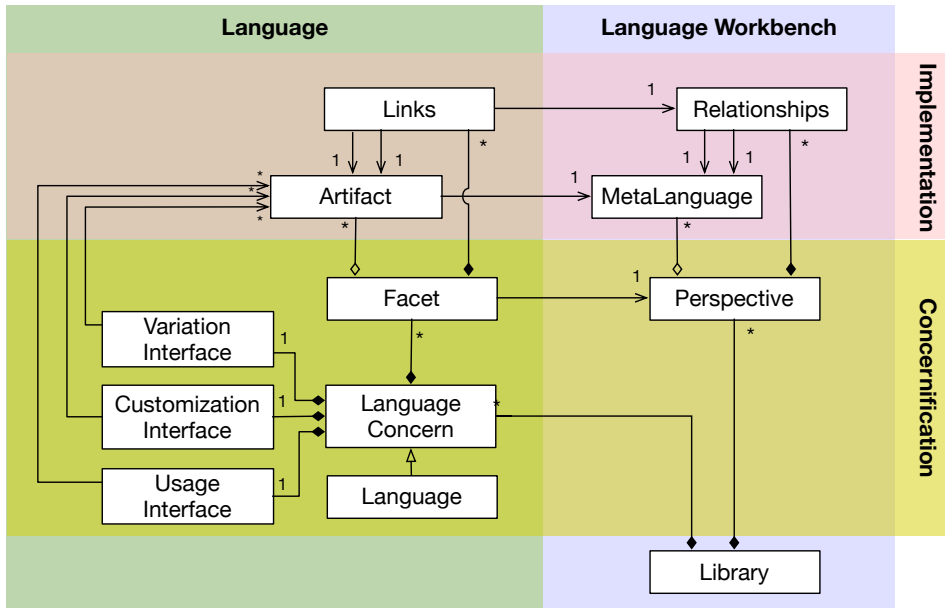 Language
Language Workbench
Implementation
Links
1
Relationships
*
1
1
*
1
1
*
*
*
*
Artifact
1
MetaLanguage
*
*
Facet
1
Perspective
*
*
Concernification
Variation
Interface
1
Customization
Interface
1
Language
Concern
*
Usage
Interface
1
Language
Library